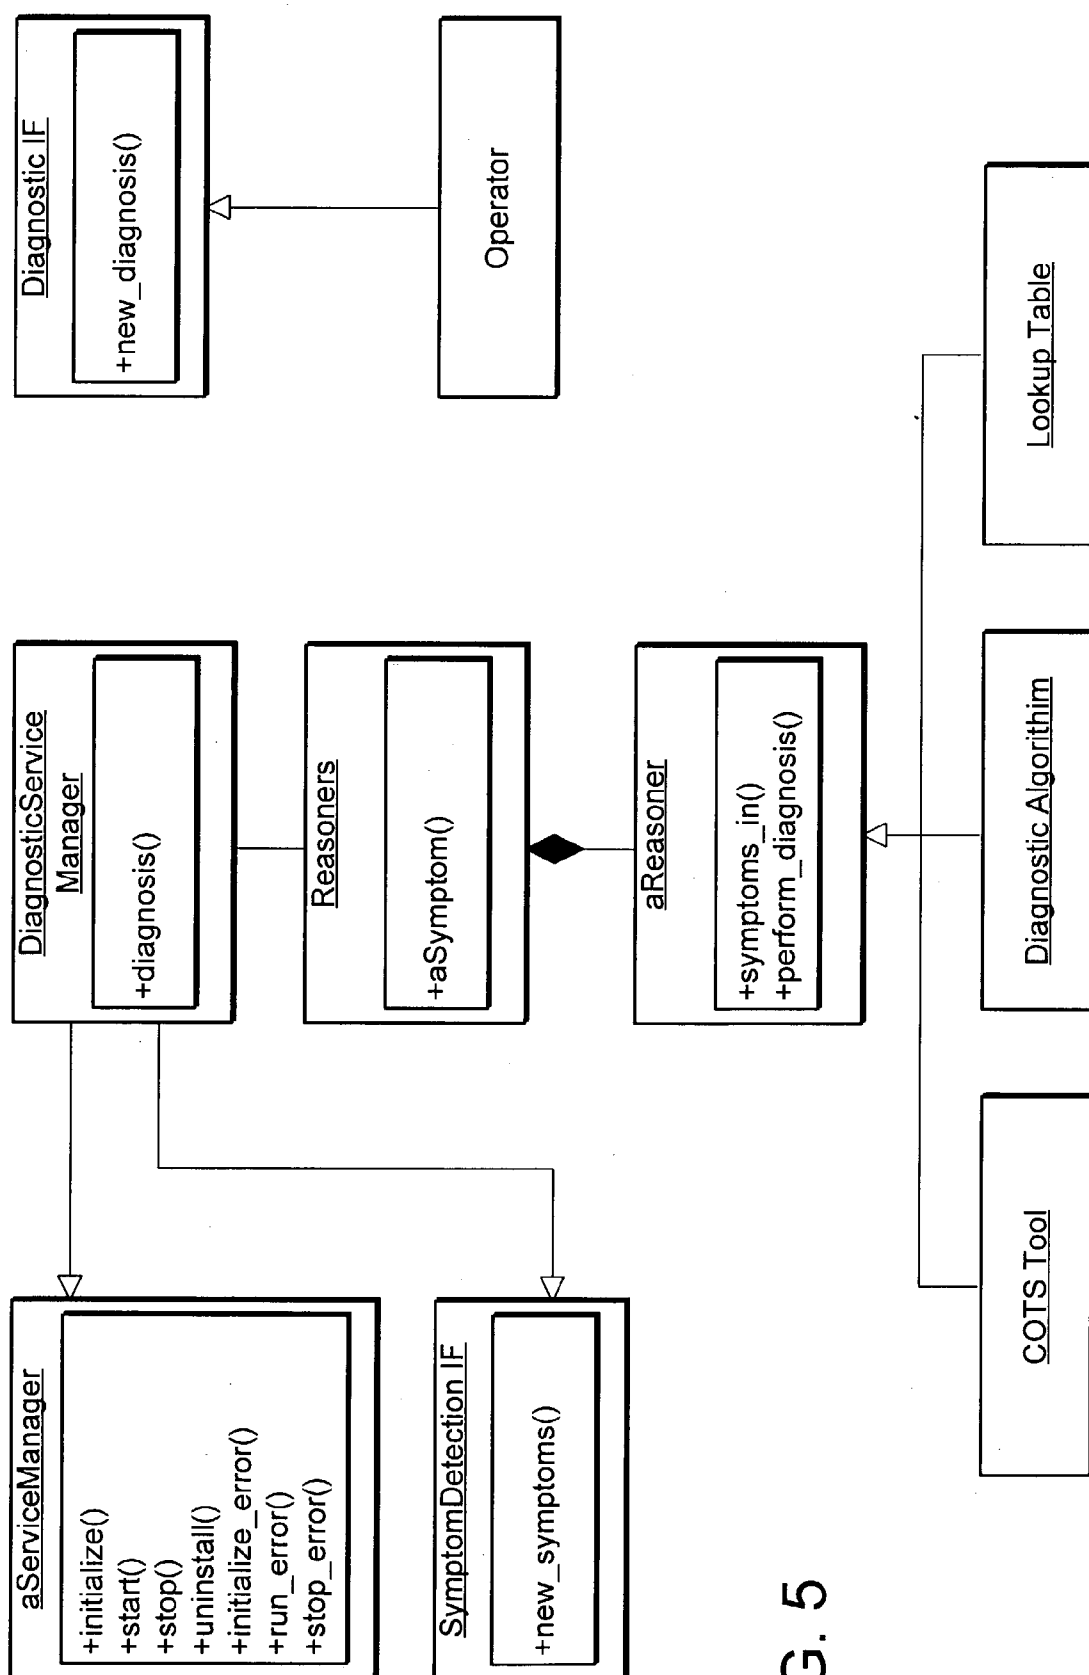 aServiceManager
+initialize()
+start()
+stop()
+uninstall()
+initialize_error()
+run_error()
+stop_error()
DiagnosticService
Manager
+diagnosis()
Diagnostic IF
+new_diagnosis()
SymptomDetection IF
+new_symptoms()
Reasoners
+aSymptom()
Operator
aReasoner
+symptoms_in()
+perform_diagnosis()
COTS Tool
Diagnostic Algorithim
Lookup Table
G. 5